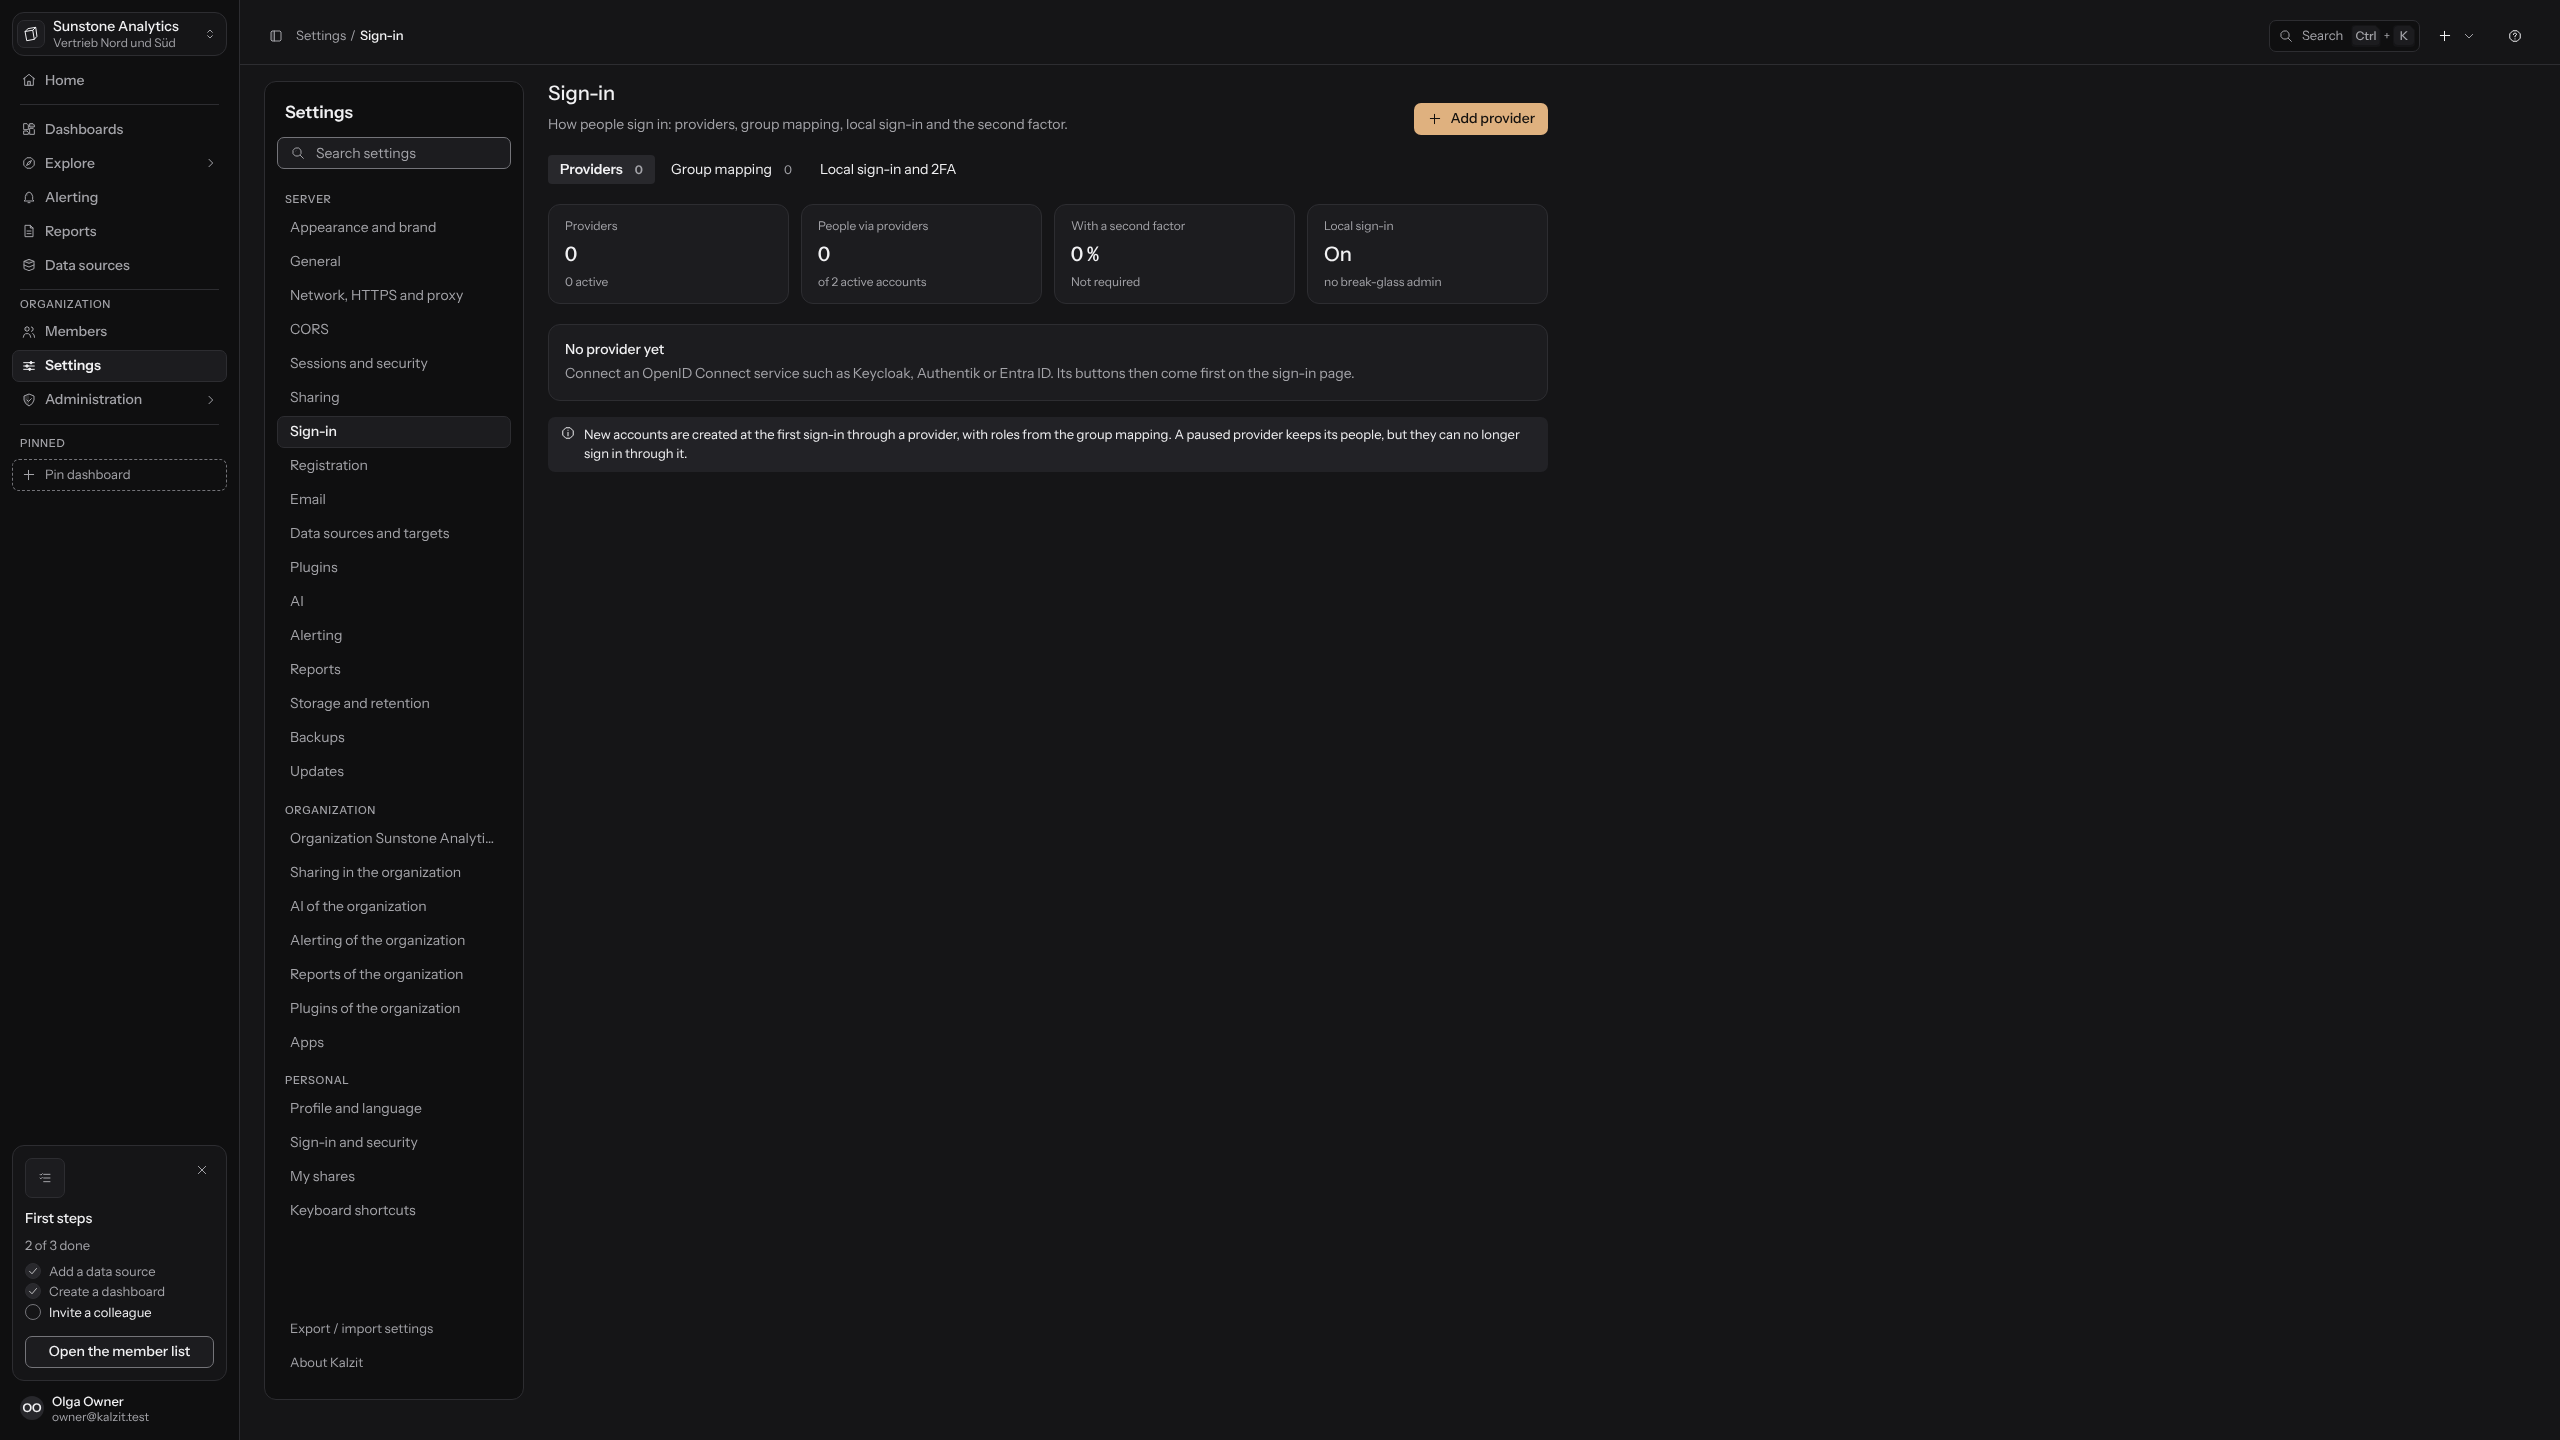 Sunstone Analytics
Vertrieb Nord und Süd
Home
Dashboards
Explore
Alerting
Reports
Data sources
ORGANIZATION
Members
Settings
Administration
PINNED
Pin dashboard
First steps
2 of 3 done
Add a data source
Create a dashboard
Invite a colleague
Open the member list
OO
Olga Owner
owner@kalzit.test
Settings / Sign-in
Search Ctrl + K
Settings
Search settings
SERVER
Appearance and brand
General
Network, HTTPS and proxy
CORS
Sessions and security
Sharing
Sign-in
Registration
Email
Data sources and targets
Plugins
AI
Alerting
Reports
Storage and retention
Backups
Updates
ORGANIZATION
Organization Sunstone Analyti...
Sharing in the organization
AI of the organization
Alerting of the organization
Reports of the organization
Plugins of the organization
Apps
PERSONAL
Profile and language
Sign-in and security
My shares
Keyboard shortcuts
Export / import settings
About Kalzit
Sign-in
How people sign in: providers, group mapping, local sign-in and the second factor.
Add provider
Providers 0 Group mapping 0 Local sign-in and 2FA
Providers
0
0 active
People via providers
0
of 2 active accounts
With a second factor
0 %
Not required
Local sign-in
On
no break-glass admin
No provider yet
Connect an OpenID Connect service such as Keycloak, Authentik or Entra ID. Its buttons then come first on the sign-in page.
New accounts are created at the first sign-in through a provider, with roles from the group mapping. A paused provider keeps its people, but they can no longer
sign in through it.